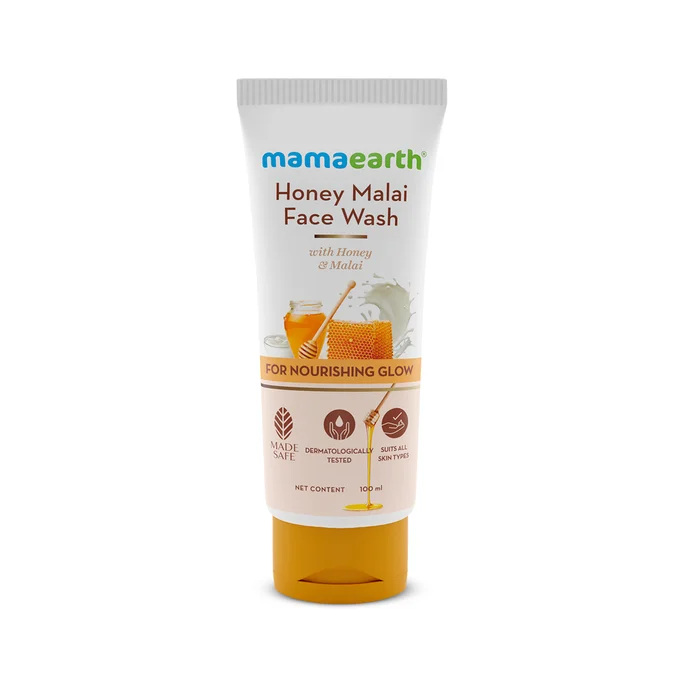 mamaearth®
Honey Malai
Face Wash
with Honey
& Malai
FOR NOURISHING GLOW
MADE
SAFE
DERMATOLOGICALLY
TESTED
SUITS ALL
SKIN TYPES
NET CONTENT 100 ml